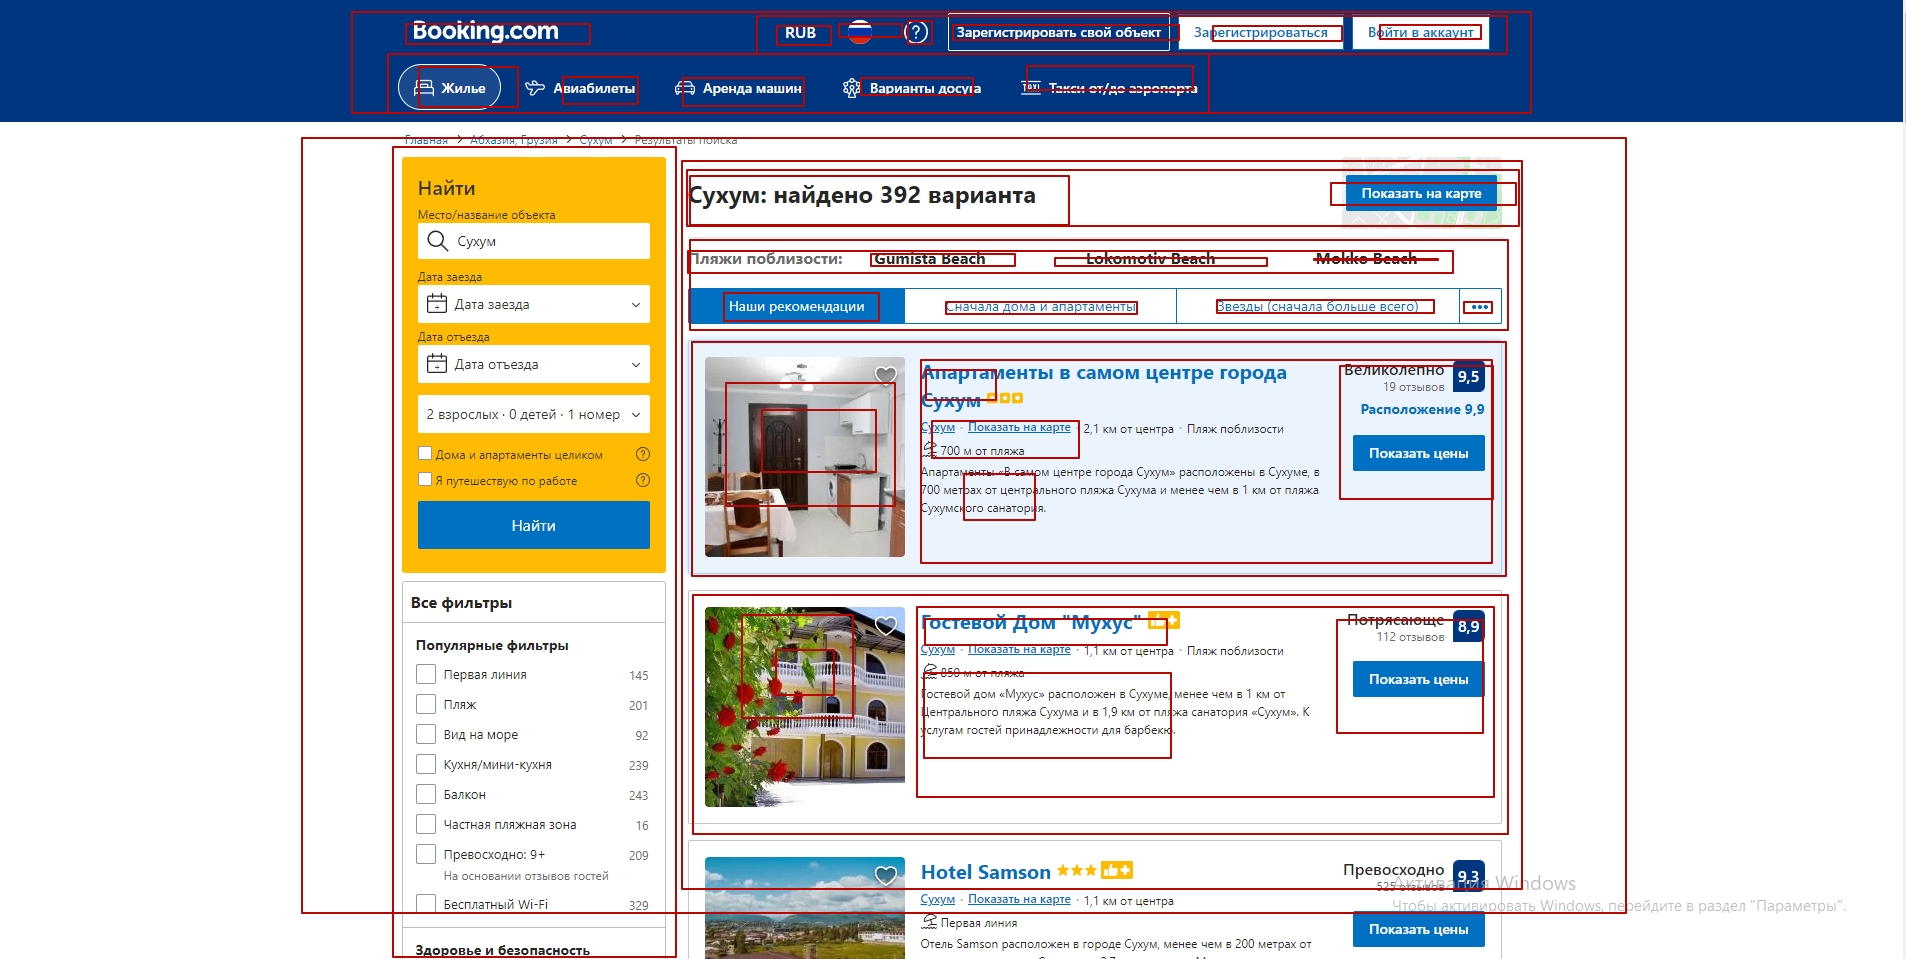 Booking.com
RUB
?
Зарегистрировать свой объект
Зарегистрироваться
Войти в аккаунт
Жилье
Авиабилеты
Аренда машин
Варианты досуга
Такси от/до аэропорта
Главная > Абхазия, Грузия > Сухум > Результаты поиска
Найти
Место/название объекта
Сухум
Дата заезда
Дата заезда
Дата отъезда
Дата отъезда
2 взрослых · 0 детей · 1 номер
Дома и апартаменты целиком
Я путешествую по работе
Найти
Все фильтры
Популярные фильтры
Первая линия 145
Пляж 201
Вид на море 92
Кухня/мини-кухня 239
Балкон 243
Частная пляжная зона 16
Превосходно: 9+ 209
На основании отзывов гостей
Бесплатный Wi-Fi 329
Здоровье и безопасность
Сухум: найдено 392 варианта
Показать на карте
Пляжи поблизости: Gumista Beach Lokomotiv Beach Mokko Beach
Наши рекомендации
Сначала дома и апартаменты
Звезды (сначала больше всего)
•••
Апартаменты в самом центре города
Сухум
Сухум · Показать на карте · 2,1 км от центра · Пляж поблизости
700 м от пляжа
Апартаменты «В самом центре города Сухум» расположены в Сухуме, в
700 метрах от центрального пляжа Сухума и менее чем в 1 км от пляжа
Сухумского санатория.
Великолепно 9,5
19 отзывов
Расположение 9,9
Показать цены
Гостевой Дом "Мухус"
Сухум · Показать на карте · 1,1 км от центра · Пляж поблизости
850 м от пляжа
Гостевой дом «Мухус» расположен в Сухуме, менее чем в 1 км от
Центрального пляжа Сухума и в 1,9 км от пляжа санатория «Сухум». К
услугам гостей принадлежности для барбекю.
Потрясающе 8,9
112 отзывов
Показать цены
Hotel Samson
Сухум · Показать на карте · 1,1 км от центра
Первая линия
Отель Samson расположен в городе Сухум, менее чем в 200 метрах от
Превосходно 9,3
525 отзывов
Показать цены
Активация Windows
Чтобы активировать Windows, перейдите в раздел "Параметры".